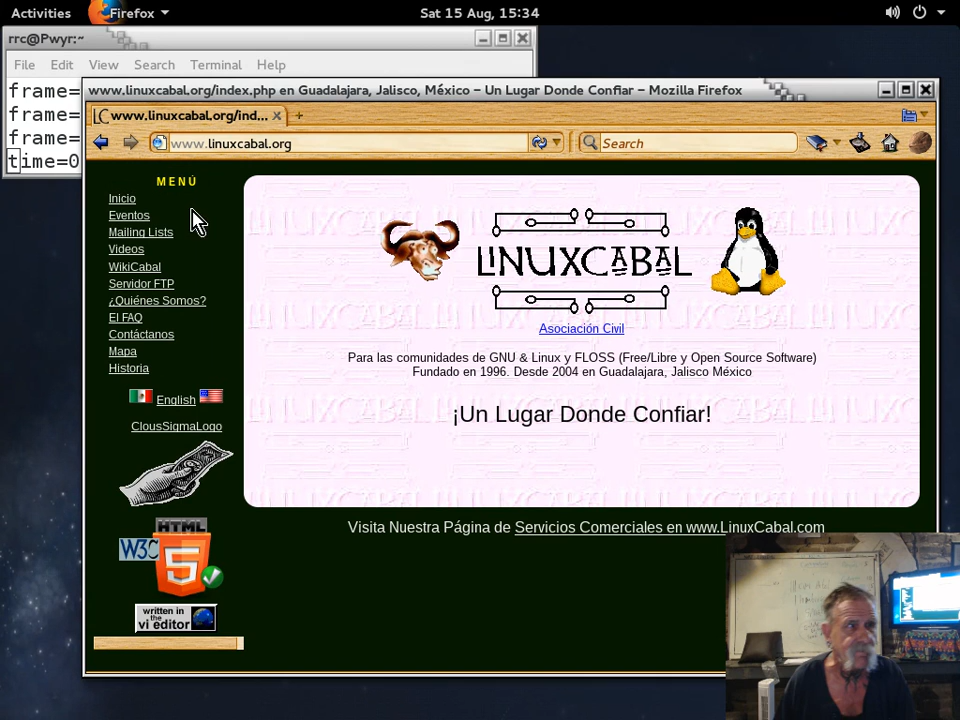 Activities Firefox Sat 15 Aug, 15:34
rrc@Pwyr:~
File Edit View Search Terminal Help
frame=
frame=
frame=
time=0
www.linuxcabal.org/index.php en Guadalajara, Jalisco, México - Un Lugar Donde Confiar - Mozilla Firefox
LC www.linuxcabal.org/ind... × +
www.linuxcabal.org Search
MENÚ
Inicio
Eventos
Mailing Lists
Videos
WikiCabal
Servidor FTP
¿Quiénes Somos?
El FAQ
Contáctanos
Mapa
Historia
English
ClousSigmaLogo
HTML
W3C 5
written in
the
vi editor
LINUXCABAL
Asociación Civil
Para las comunidades de GNU & Linux y FLOSS (Free/Libre y Open Source Software)
Fundado en 1996. Desde 2004 en Guadalajara, Jalisco México
¡Un Lugar Donde Confiar!
Visita Nuestra Página de Servicios Comerciales en www.LinuxCabal.com